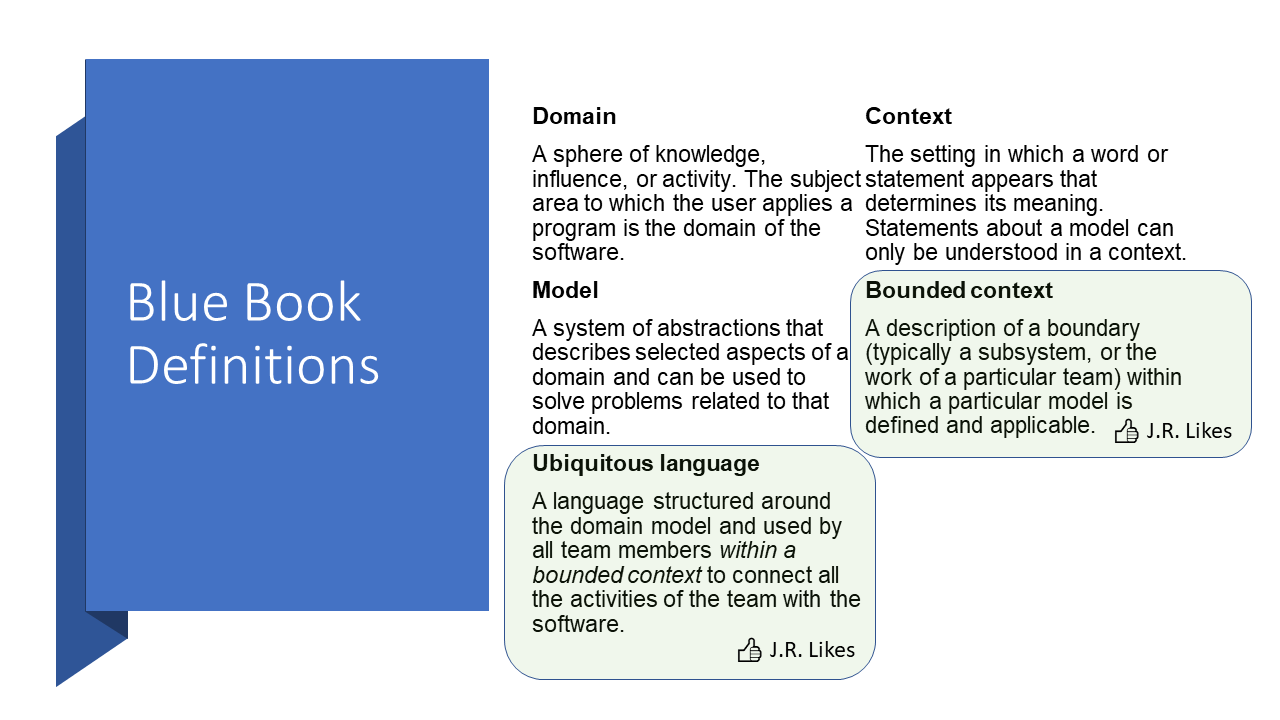 Blue Book
Definitions
Domain
A sphere of knowledge,
influence, or activity. The subject
area to which the user applies a
program is the domain of the
software.
Model
A system of abstractions that
describes selected aspects of a
domain and can be used to
solve problems related to that
domain.
Ubiquitous language
A language structured around
the domain model and used by
all team members within a
bounded context to connect all
the activities of the team with the
software.
J.R. Likes
Context
The setting in which a word or
statement appears that
determines its meaning.
Statements about a model can
only be understood in a context.
Bounded context
A description of a boundary
(typically a subsystem, or the
work of a particular team) within
which a particular model is
defined and applicable.
J.R. Likes